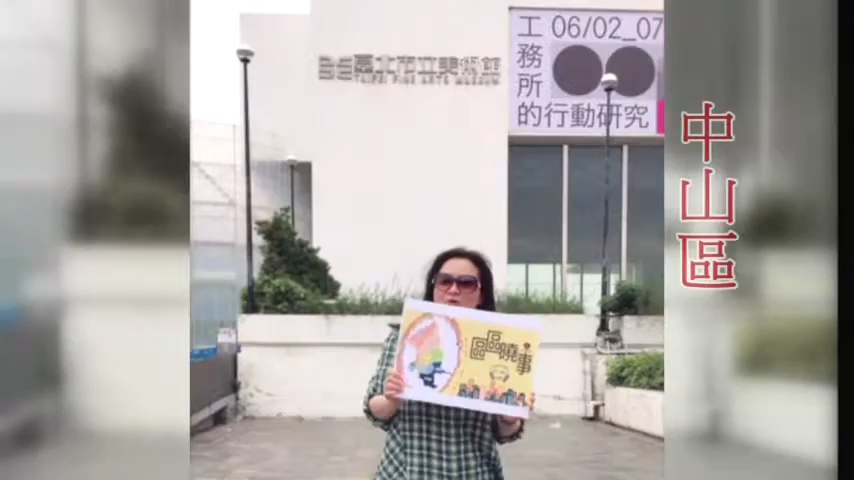 臺北市立美術館
TAIPEI FINE ARTS MUSEUM
工務所
06/02_07
的行動研究
中山區
區區曉事